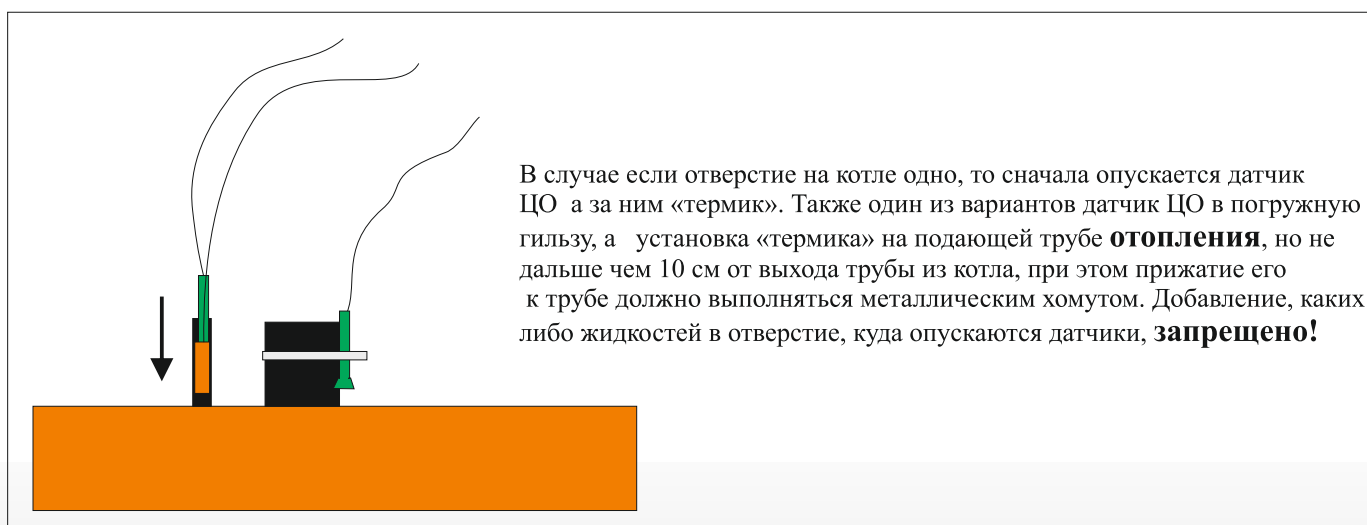 В случае если отверстие на котле одно, то сначала опускается датчик
ЦО а за ним «термик». Также один из вариантов датчик ЦО в погружную
гильзу, а установка «термика» на подающей трубе отопления, но не
дальше чем 10 см от выхода трубы из котла, при этом прижатие его
к трубе должно выполняться металлическим хомутом. Добавление, каких
либо жидкостей в отверстие, куда опускаются датчики, запрещено!